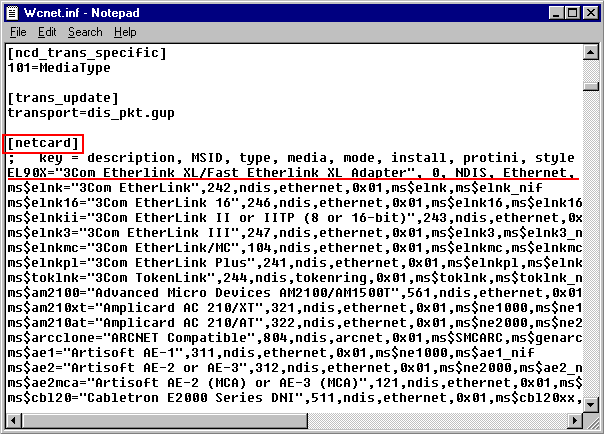 Wcnet.inf - Notepad
File Edit Search Help
[ncd_trans_specific]
101=MediaType
[trans_update]
transport=dis_pkt.gup
[netcard]
; key = description, MSID, type, media, mode, install, protini, style
EL90X="3Com Etherlink XL/Fast Etherlink XL Adapter", 0, NDIS, Ethernet,
ms$elnk="3Com EtherLink",242,ndis,ethernet,0x01,ms$elnk,ms$elnk_nif
ms$elnk16="3Com EtherLink 16",246,ndis,ethernet,0x01,ms$elnk16,ms$elnk16
ms$elnkii="3Com EtherLink II or IITP (8 or 16-bit)",243,ndis,ethernet,0x
ms$elnk3="3Com EtherLink III",247,ndis,ethernet,0x01,ms$elnk3,ms$elnk3_n
ms$elnkmc="3Com EtherLink/MC",104,ndis,ethernet,0x01,ms$elnkmc,ms$elnkmc
ms$elnkpl="3Com EtherLink Plus",241,ndis,ethernet,0x01,ms$elnkpl,ms$elnk
ms$toklnk="3Com TokenLink",244,ndis,tokenring,0x01,ms$toklnk,ms$toklnk_n
ms$am2100="Advanced Micro Devices AM2100/AM1500T",561,ndis,ethernet,0x01
ms$am210xt="Amplicard AC 210/XT",321,ndis,ethernet,0x01,ms$ne1000,ms$ne1
ms$am210at="Amplicard AC 210/AT",322,ndis,ethernet,0x01,ms$ne2000,ms$ne2
ms$arcclone="ARCNET Compatible",804,ndis,arcnet,0x01,ms$SMCARC,ms$genarc
ms$ae1="Artisoft AE-1",311,ndis,ethernet,0x01,ms$ne1000,ms$ae1_nif
ms$ae2="Artisoft AE-2 or AE-3",312,ndis,ethernet,0x01,ms$ne2000,ms$ae2_n
ms$ae2mca="Artisoft AE-2 (MCA) or AE-3 (MCA)",121,ndis,ethernet,0x01,ms$
ms$cbl20="Cabletron E2000 Series DNI",511,ndis,ethernet,0x01,ms$cbl20xx,